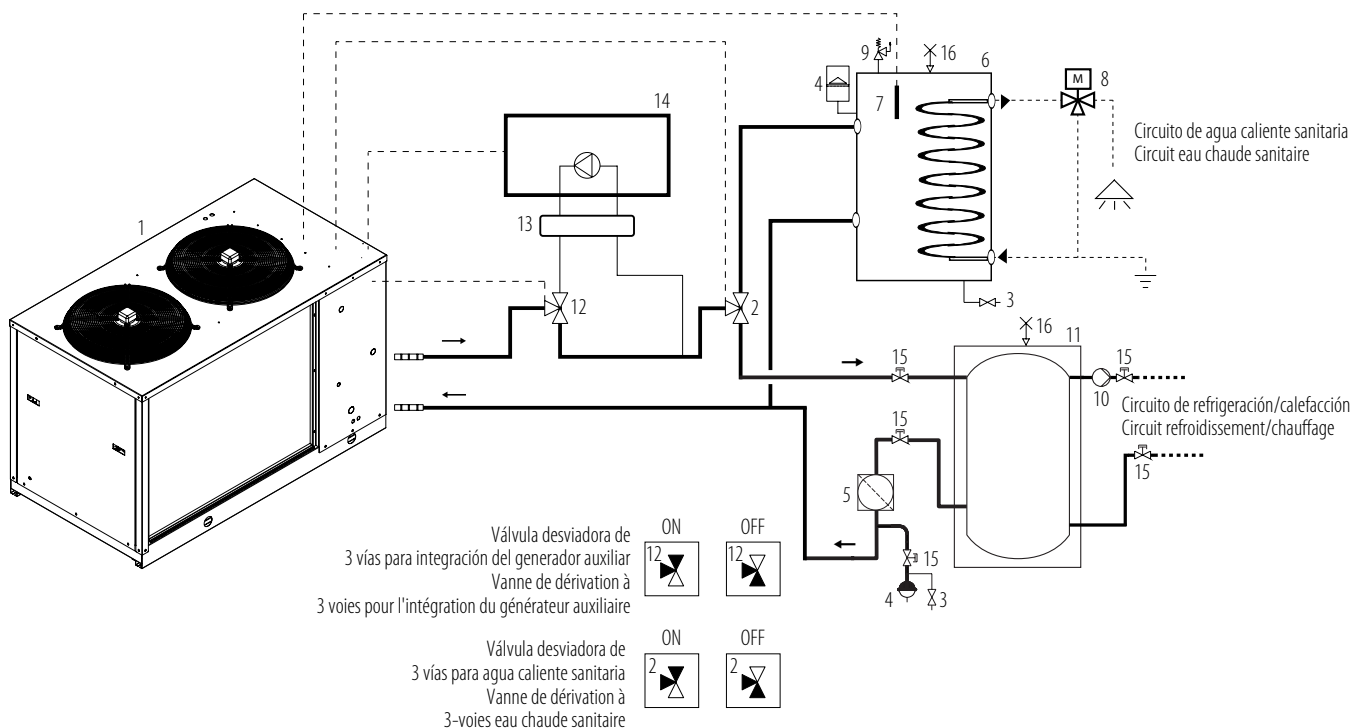 1
14
13
12
2
4
9
16
6
7
M
8
Circuito de agua caliente sanitaria
Circuit eau chaude sanitaire
3
16
11
15
15
10
Circuito de refrigeración/calefacción
Circuit refroidissement/chauffage
15
15
5
15
4
3
Válvula desviadora de
3 vías para integración del generador auxiliar
Vanne de dérivation à
3 voies pour l'intégration du générateur auxiliaire
ON
12
OFF
12
Válvula desviadora de
3 vías para agua caliente sanitaria
Vanne de dérivation à
3-voies eau chaude sanitaire
ON
2
OFF
2